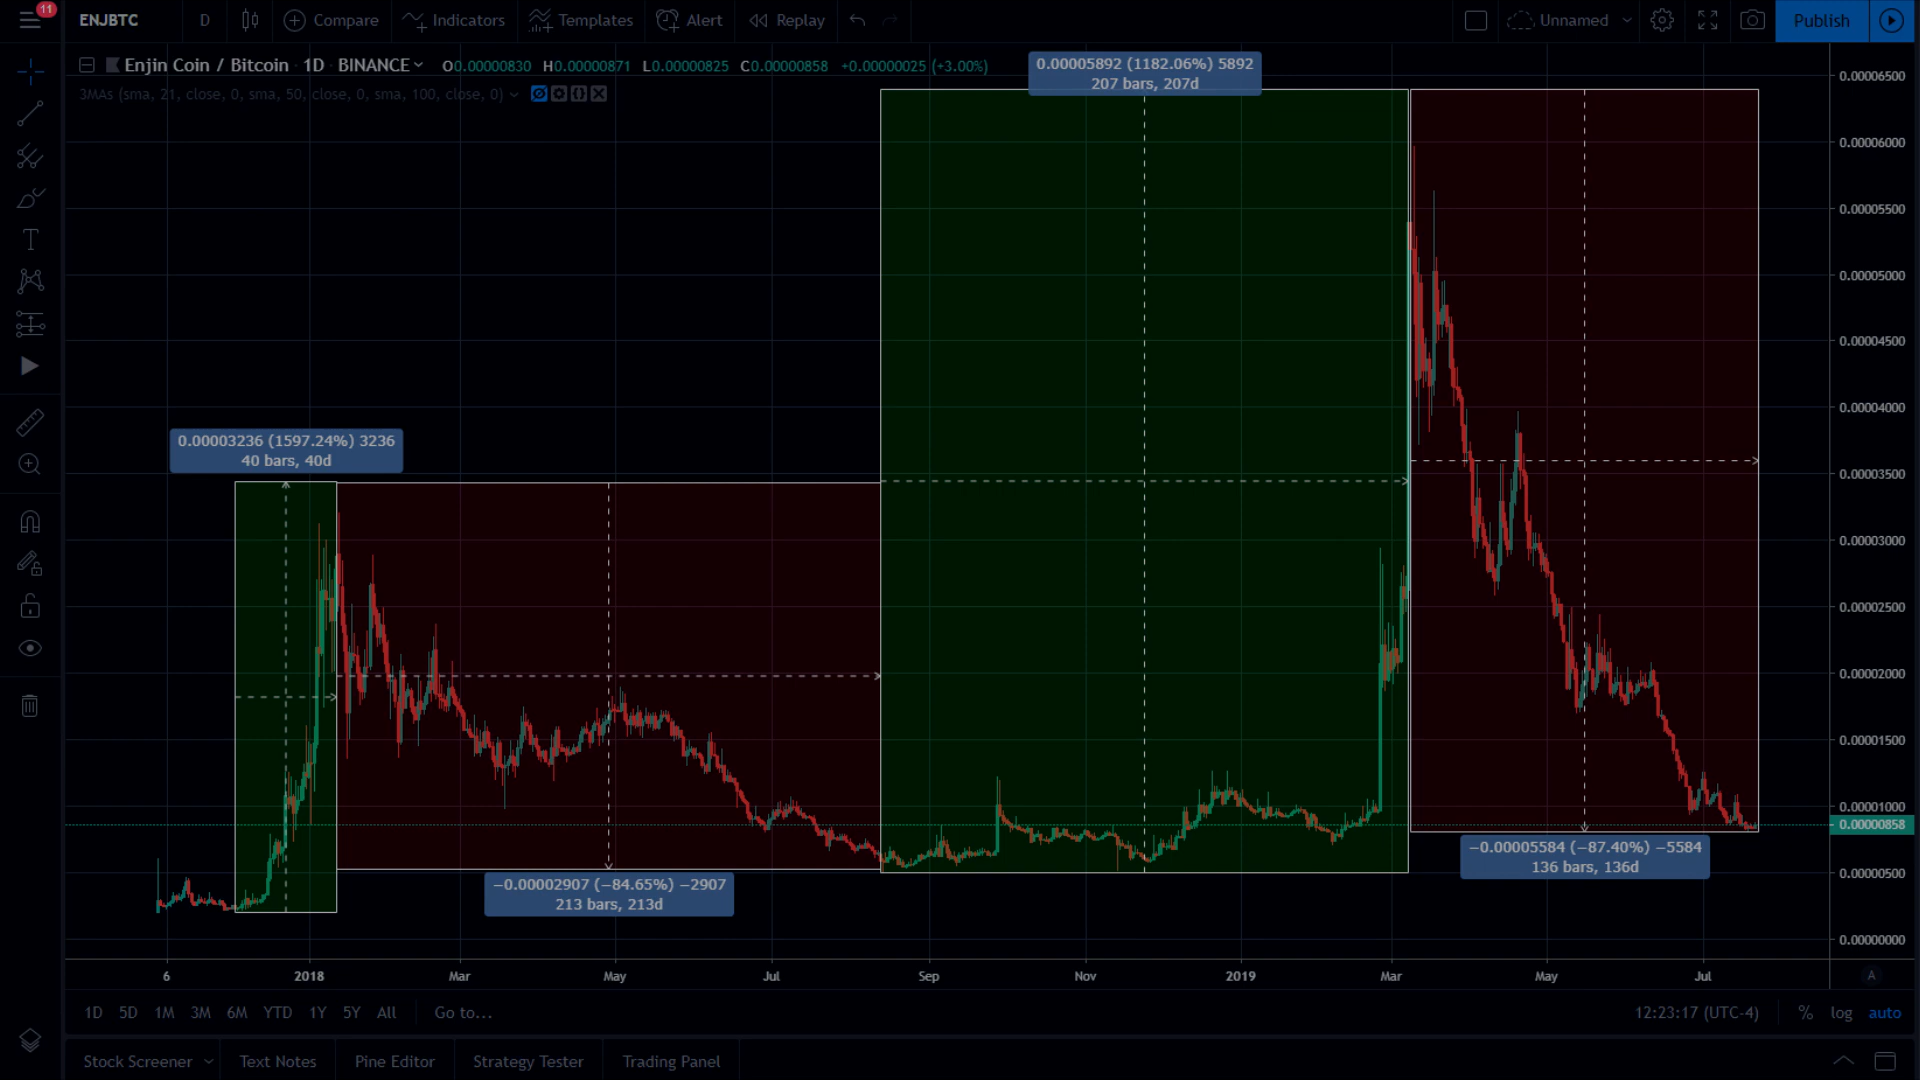 11
ENJBTC D Compare Indicators Templates Alert Replay Unnamed Publish
Enjin Coin / Bitcoin · 1D · BINANCE O0.00000830 H0.00000871 L0.00000825 C0.00000858 +0.00000025 (+3.00%)
3MAs (sma, 21, close, 0, sma, 50, close, 0, sma, 100, close, 0)
0.00005892 (1182.06%) 5892
207 bars, 207d
0.00003236 (1597.24%) 3236
40 bars, 40d
−0.00002907 (−84.65%) −2907
213 bars, 213d
−0.00005584 (−87.40%) −5584
136 bars, 136d
0.00006500
0.00006000
0.00005500
0.00005000
0.00004500
0.00004000
0.00003500
0.00003000
0.00002500
0.00002000
0.00001500
0.00001000
0.00000858
0.00000500
0.00000000
6 2018 Mar May Jul Sep Nov 2019 Mar May Jul A
1D 5D 1M 3M 6M YTD 1Y 5Y All Go to... 12:23:17 (UTC-4) % log auto
Stock Screener Text Notes Pine Editor Strategy Tester Trading Panel